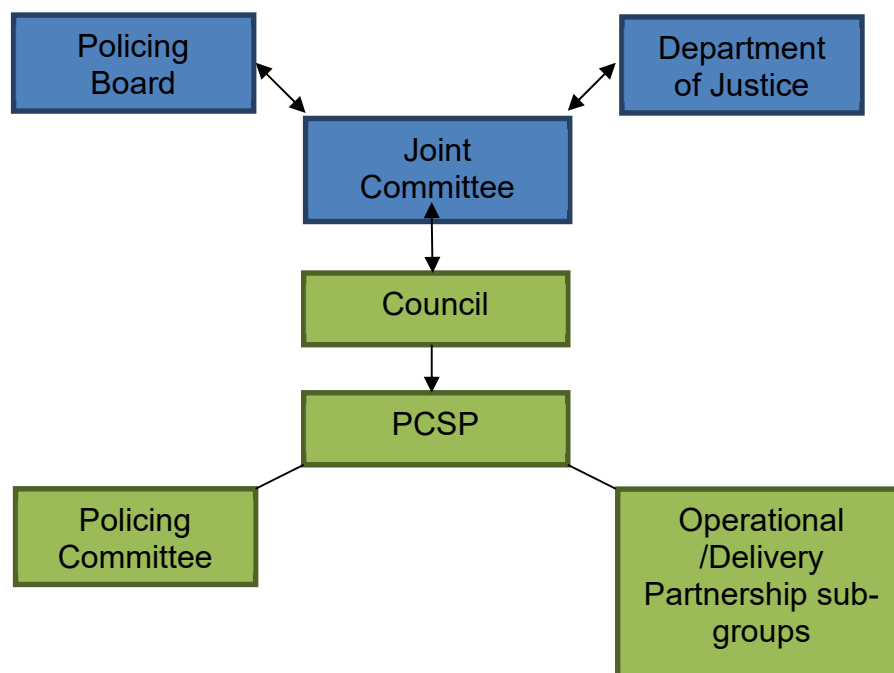 Policing
Board
Department
of Justice
Joint
Committee
Council
PCSP
Policing
Committee
Operational
/Delivery
Partnership sub-
groups